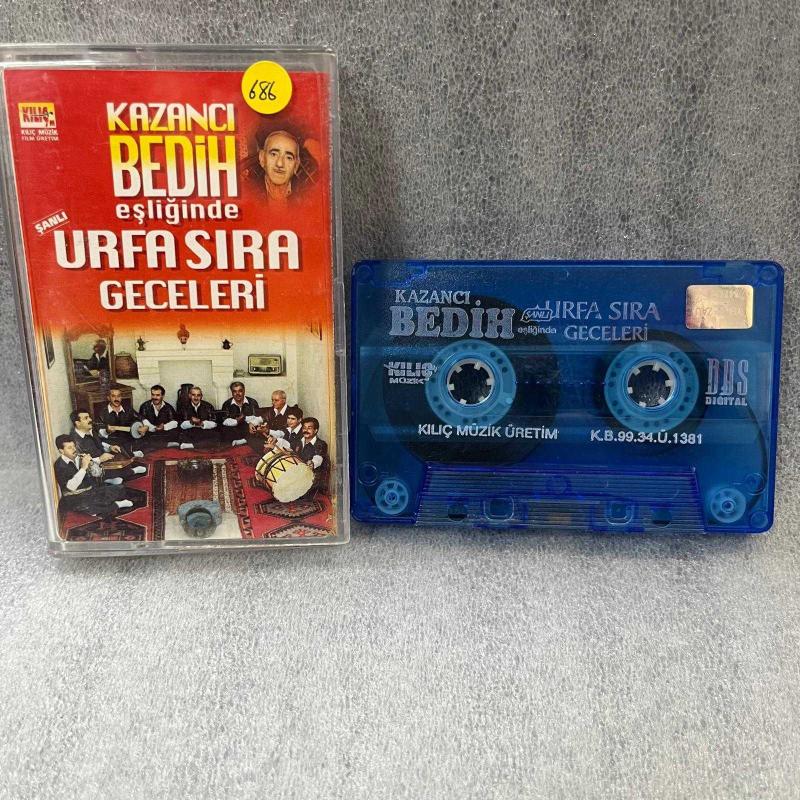 686
KILIÇ
KILIÇ MÜZİK
FİLM ÜRETİM
KAZANCI
BEDİH
eşliğinde
ŞANLI
URFA SIRA
GECELERİ
KAZANCI
BEDİH
eşliğinde
ŞANLI
URFA SIRA
GECELERİ
KILIÇ
MÜZİK
DDS
DIGITAL
KILIÇ MÜZİK ÜRETİM
K.B.99.34.Ü.1381